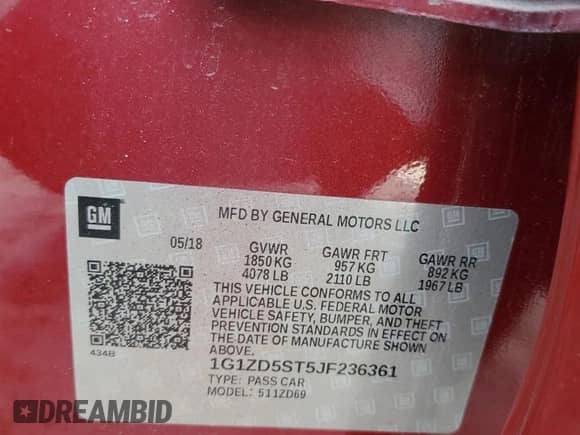 GM
MFD BY GENERAL MOTORS LLC
05/18 GVWR GAWR FRT GAWR RR
1850 KG 957 KG 892 KG
4078 LB 2110 LB 1967 LB
THIS VEHICLE CONFORMS TO ALL
APPLICABLE U.S. FEDERAL MOTOR
VEHICLE SAFETY, BUMPER, AND THEFT
PREVENTION STANDARDS IN EFFECT ON
THE DATE OF MANUFACTURE SHOWN
ABOVE.
434B
1G1ZD5ST5JF236361
TYPE: PASS CAR
MODEL: 511ZD69
DREAMBID